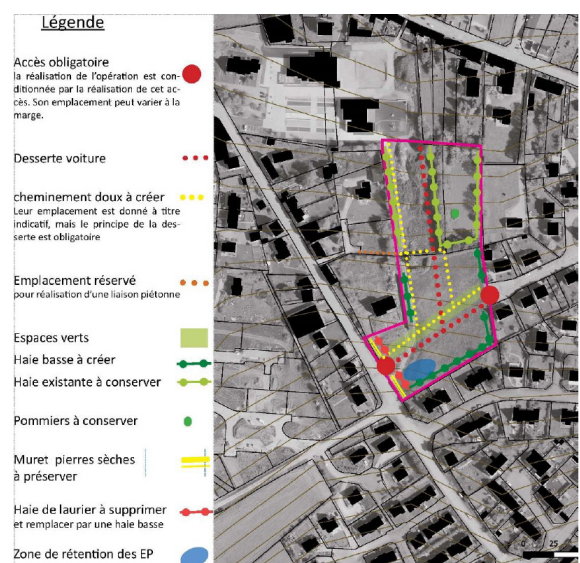 Légende
Accès obligatoire
la réalisation de l'opération est con-
ditionnée par la réalisation de cet ac-
cès. Son emplacement peut varier à la
marge.
Desserte voiture
cheminement doux à créer
Leur emplacement est donné à titre
indicatif, mais le principe de la des-
serte est obligatoire
Emplacement réservé
pour réalisation d'une liaison piétonne
Espaces verts
Haie basse à créer
Haie existante à conserver
Pommiers à conserver
Muret pierres sèches
à préserver
Haie de laurier à supprimer
et remplacer par une haie basse
Zone de rétention des EP
0 25